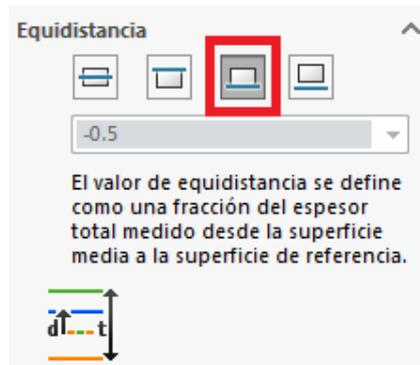 Equidistancia
-0.5
El valor de equidistancia se define
como una fracción del espesor
total medido desde la superficie
media a la superficie de referencia.
d t